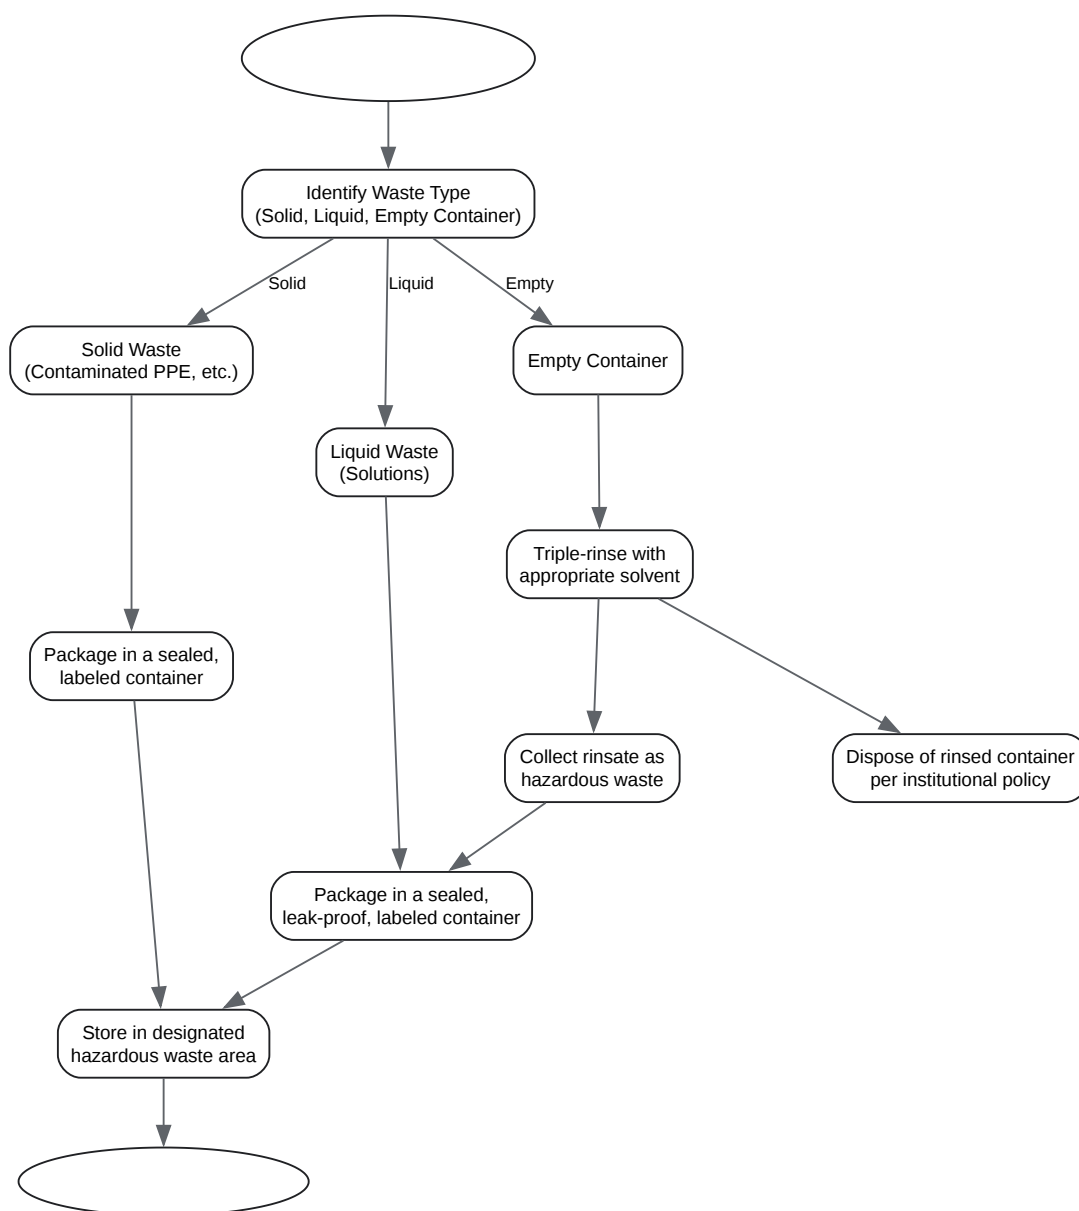 Identify Waste Type
(Solid, Liquid, Empty Container)
Solid
Liquid
Empty
Solid Waste
(Contaminated PPE, etc.)
Empty Container
Liquid Waste
(Solutions)
Triple-rinse with
appropriate solvent
Package in a sealed,
labeled container
Collect rinsate as
hazardous waste
Dispose of rinsed container
per institutional policy
Package in a sealed,
leak-proof, labeled container
Store in designated
hazardous waste area